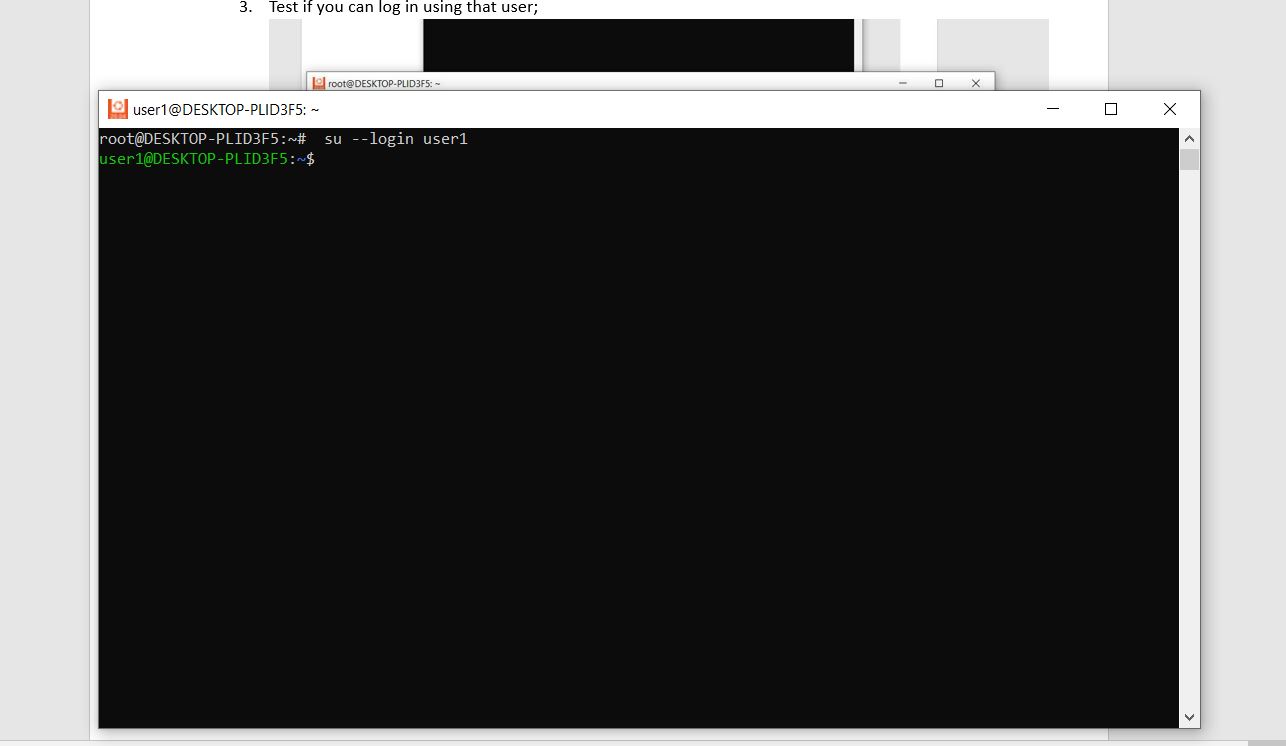 3. Test if you can log in using that user;
root@DESKTOP-PLID3F5: ~
user1@DESKTOP-PLID3F5: ~
root@DESKTOP-PLID3F5:~#  su --login user1
user1@DESKTOP-PLID3F5:~$